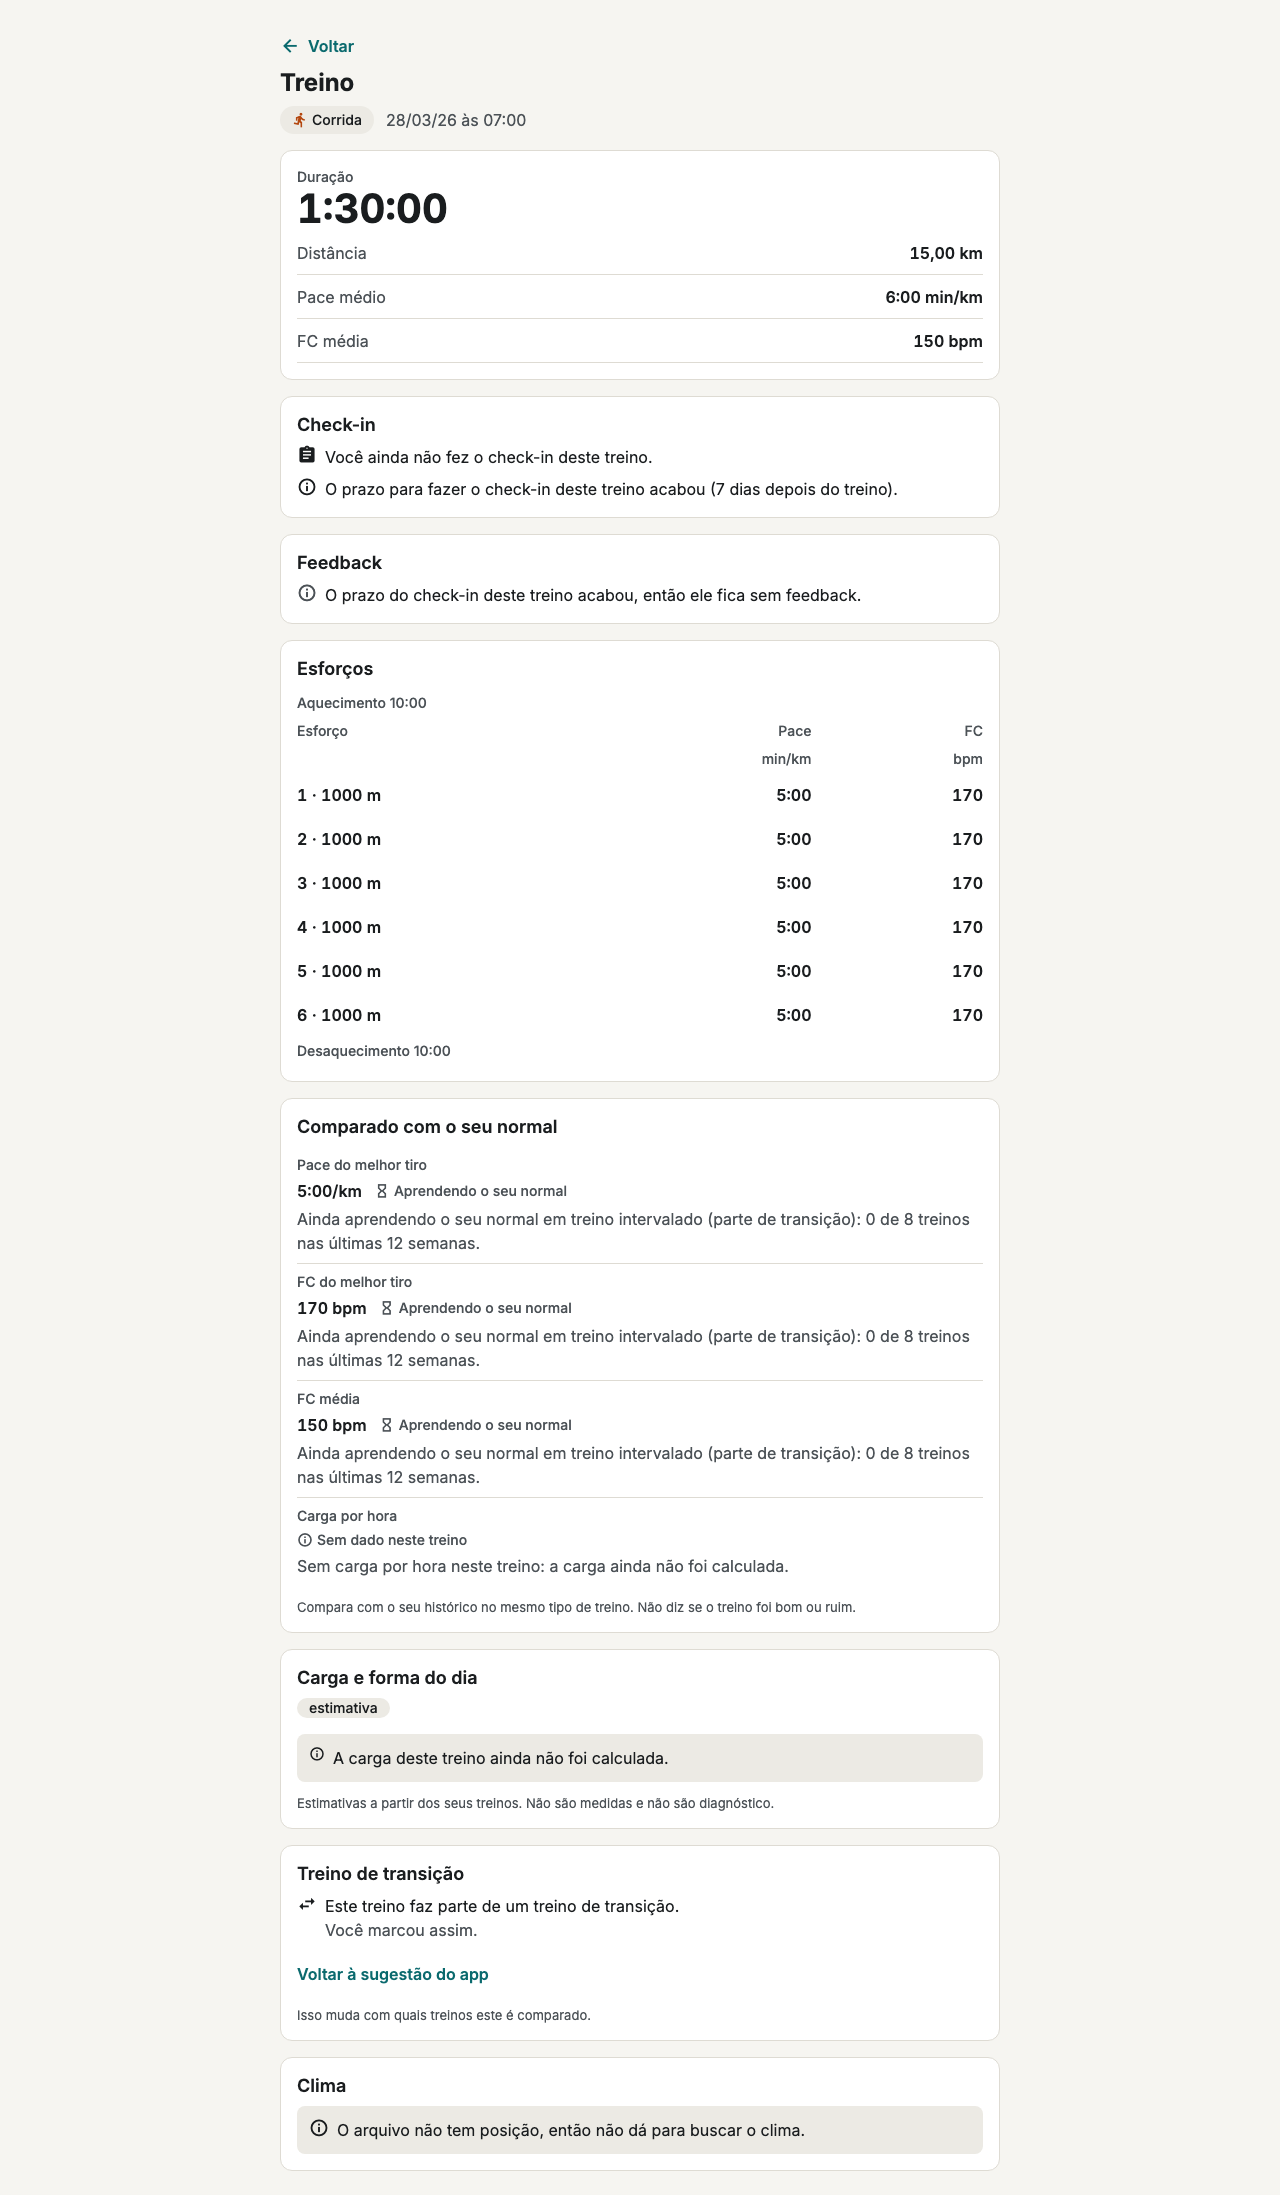 Voltar
Treino
Corrida 28/03/26 às 07:00
Duração
1:30:00
Distância 15,00 km
Pace médio 6:00 min/km
FC média 150 bpm
Check-in
Você ainda não fez o check-in deste treino.
O prazo para fazer o check-in deste treino acabou (7 dias depois do treino).
Feedback
O prazo do check-in deste treino acabou, então ele fica sem feedback.
Esforços
Aquecimento 10:00
Esforço Pace FC
min/km bpm
1 · 1000 m 5:00 170
2 · 1000 m 5:00 170
3 · 1000 m 5:00 170
4 · 1000 m 5:00 170
5 · 1000 m 5:00 170
6 · 1000 m 5:00 170
Desaquecimento 10:00
Comparado com o seu normal
Pace do melhor tiro
5:00/km Aprendendo o seu normal
Ainda aprendendo o seu normal em treino intervalado (parte de transição): 0 de 8 treinos
nas últimas 12 semanas.
FC do melhor tiro
170 bpm Aprendendo o seu normal
Ainda aprendendo o seu normal em treino intervalado (parte de transição): 0 de 8 treinos
nas últimas 12 semanas.
FC média
150 bpm Aprendendo o seu normal
Ainda aprendendo o seu normal em treino intervalado (parte de transição): 0 de 8 treinos
nas últimas 12 semanas.
Carga por hora
Sem dado neste treino
Sem carga por hora neste treino: a carga ainda não foi calculada.
Compara com o seu histórico no mesmo tipo de treino. Não diz se o treino foi bom ou ruim.
Carga e forma do dia
estimativa
A carga deste treino ainda não foi calculada.
Estimativas a partir dos seus treinos. Não são medidas e não são diagnóstico.
Treino de transição
Este treino faz parte de um treino de transição.
Você marcou assim.
Voltar à sugestão do app
Isso muda com quais treinos este é comparado.
Clima
O arquivo não tem posição, então não dá para buscar o clima.